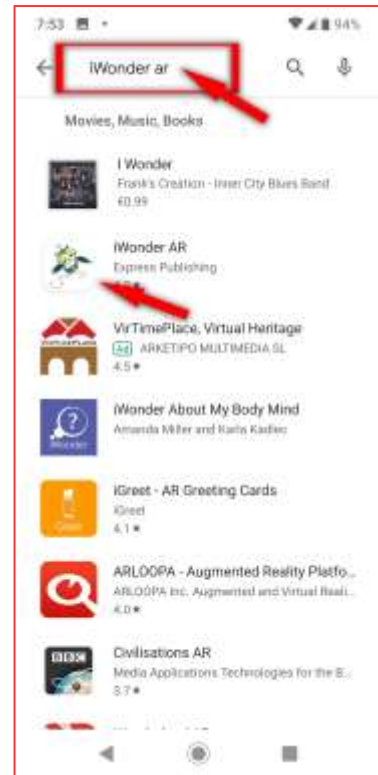 7:53
94%
iWonder ar
Movies, Music, Books
I Wonder
Frank's Creation - Inner City Blues Band
€0.99
iWonder AR
Express Publishing
VirTimePlace, Virtual Heritage
Ad ARKETIPO MULTIMEDIA SL
4.5★
iWonder About My Body Mind
Amanda Miller and Karla Kadlec
iWonder
iGreet - AR Greeting Cards
iGreet
4.1★
ARLOOPA - Augmented Reality Platfo...
ARLOOPA Inc. Augmented and Virtual Reali...
4.0★
BBC
Civilisations AR
Media Applications Technologies for the B...
3.7★